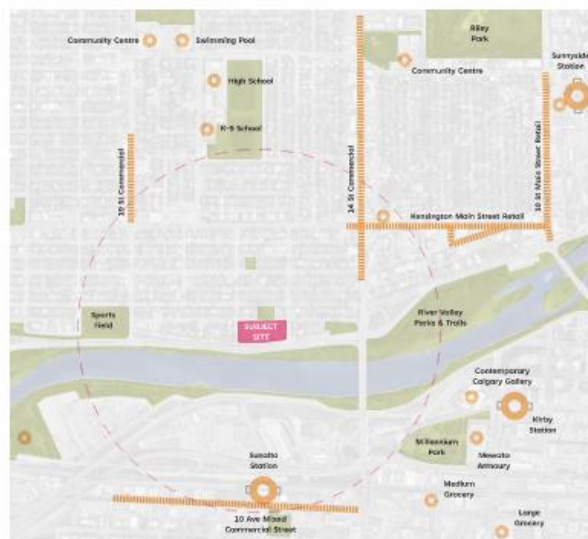 Community Centre
Swimming Pool
Riley
Park
Sunnyside
Station
Community Centre
High School
K-9 School
19 St Commercial
14 St Commercial
10 St Main Street Retail
Kensington Main Street Retail
Sports
Field
SUBJECT
SITE
River Valley
Parks & Trails
Contemporary
Calgary Gallery
Kirby
Station
Millennium
Park
Mewata
Armoury
Sunalta
Station
Medium
Grocery
10 Ave Mixed
Commercial Street
Large
Grocery